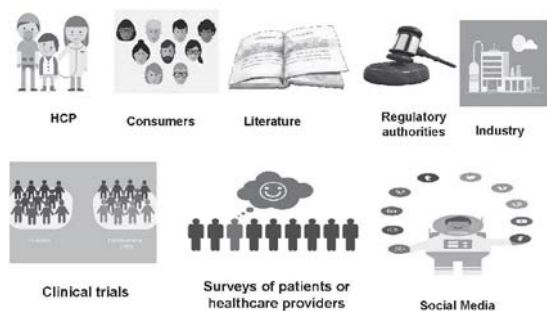 HCP
Consumers
Literature
Regulatory
authorities
Industry
Clinical trials
Surveys of patients or
healthcare providers
Social Media